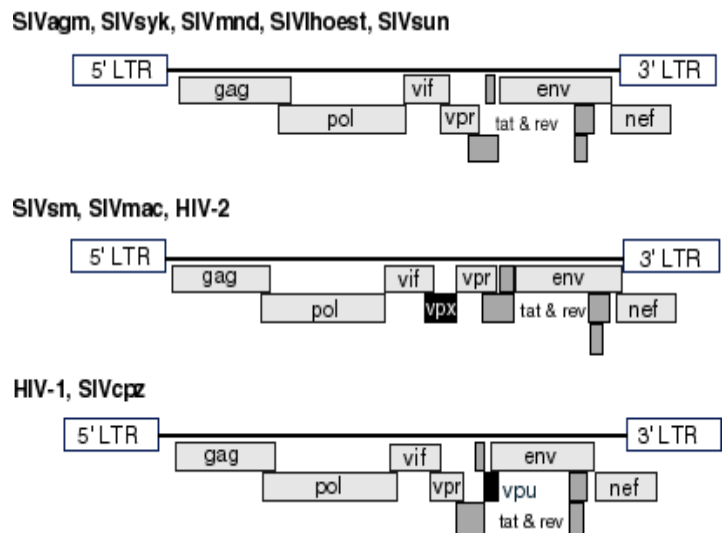 SIVagm, SIVsyk, SIVmnd, SIVlhoest, SIVsun
5' LTR 3' LTR
gag vif env
pol vpr tat & rev nef
SIVsm, SIVmac, HIV-2
5' LTR 3' LTR
gag vif vpr env
pol vpx tat & rev nef
HIV-1, SIVcpz
5' LTR 3' LTR
gag vif env
pol vpr vpu nef
tat & rev